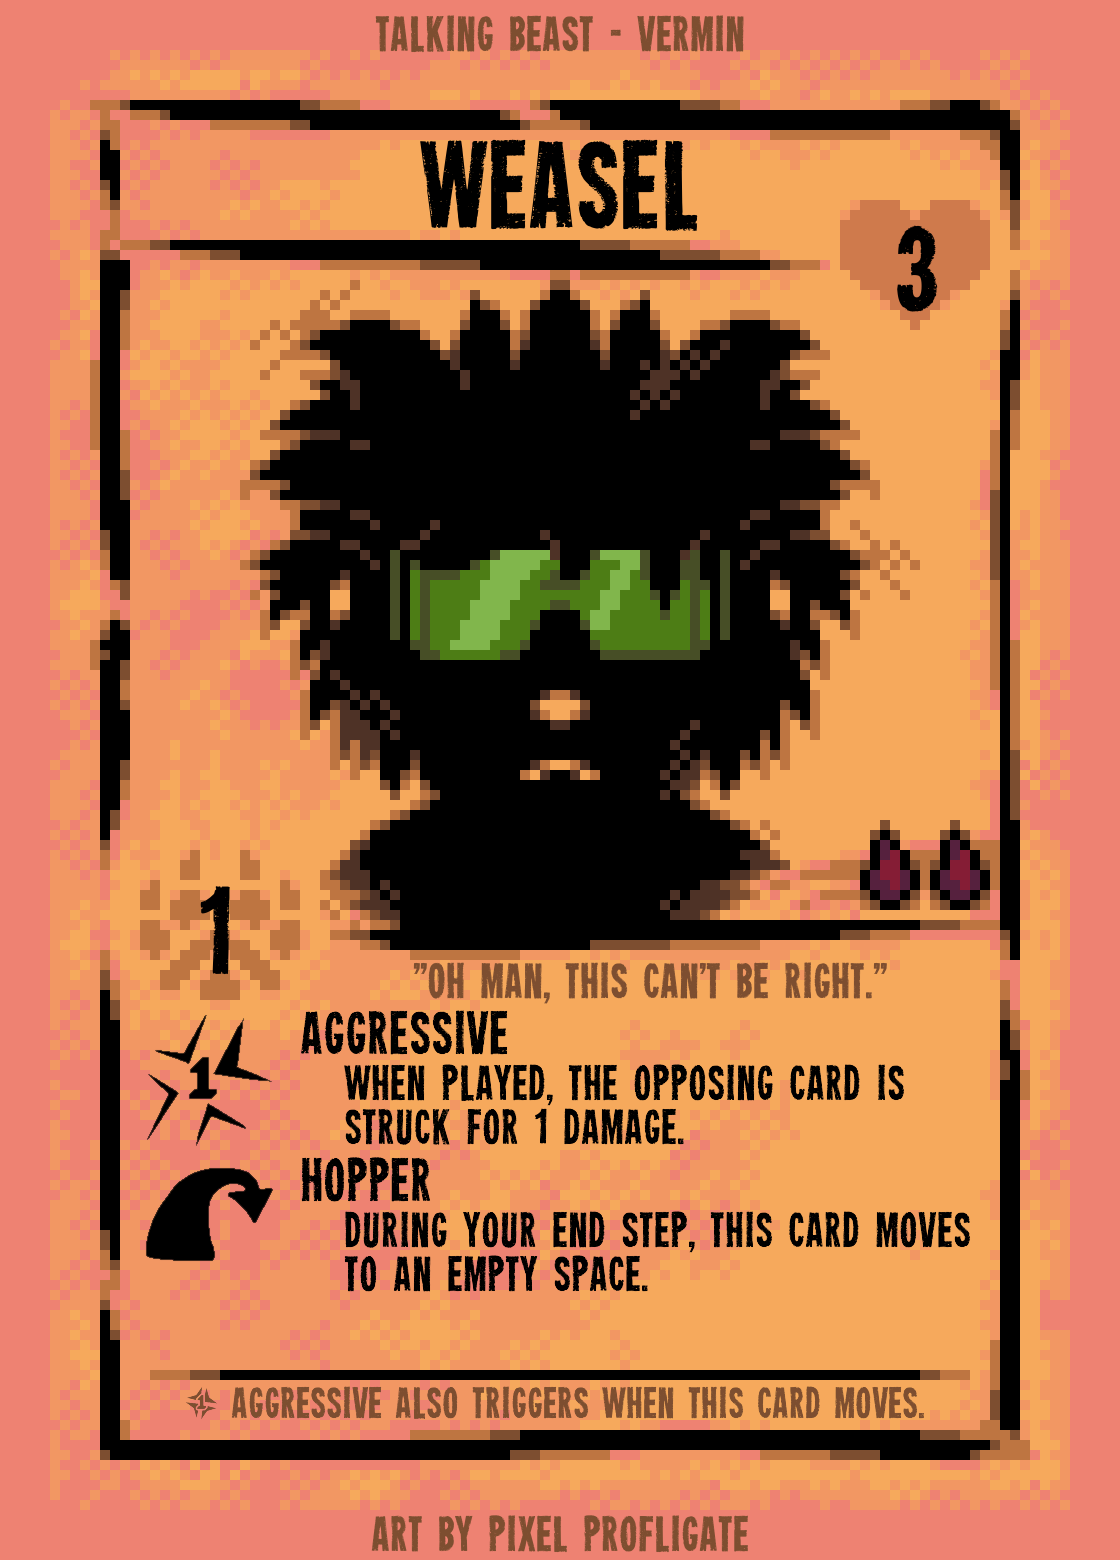 TALKING BEAST - VERMIN
WEASEL
3
1
"OH MAN, THIS CAN'T BE RIGHT."
AGGRESSIVE
1
WHEN PLAYED, THE OPPOSING CARD IS
STRUCK FOR 1 DAMAGE.
HOPPER
DURING YOUR END STEP, THIS CARD MOVES
TO AN EMPTY SPACE.
1 AGGRESSIVE ALSO TRIGGERS WHEN THIS CARD MOVES.
ART BY PIXEL PROFLIGATE